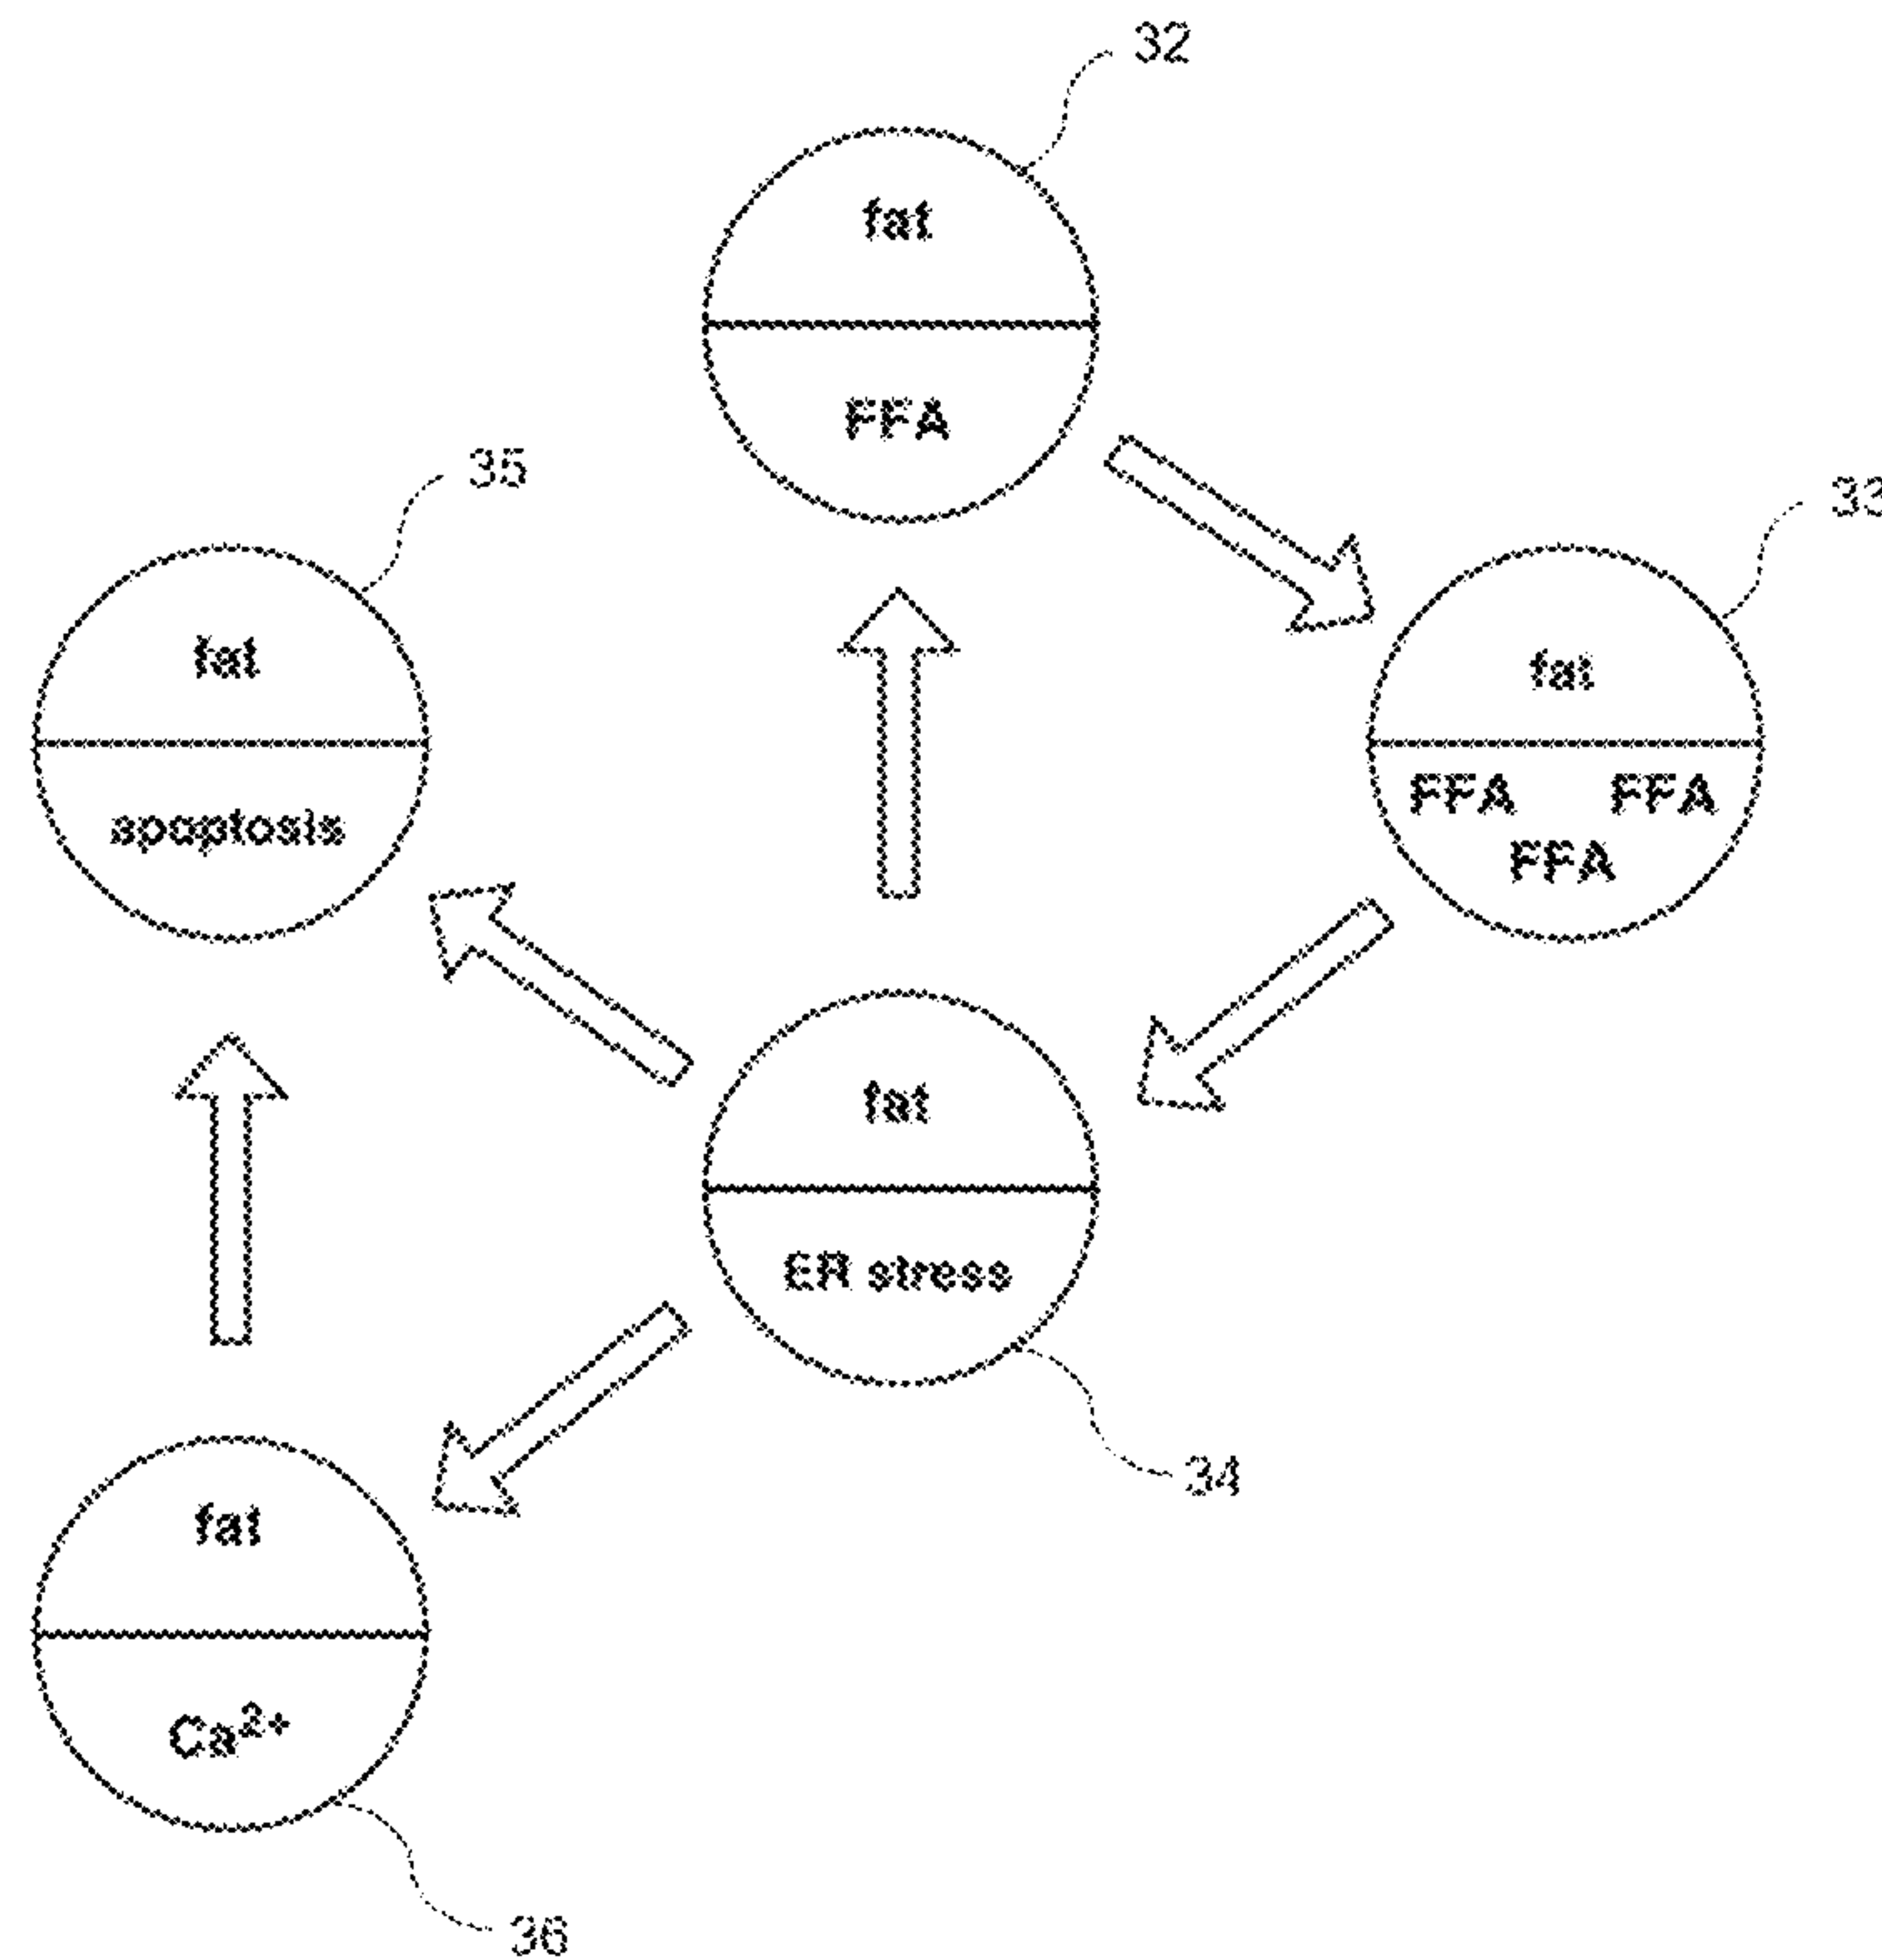 32
fat
FFA
35
33
fat
apoptosis
fat
FFA FFA
FFA
fat
ER stress
34
fat
Ca²⁺
36